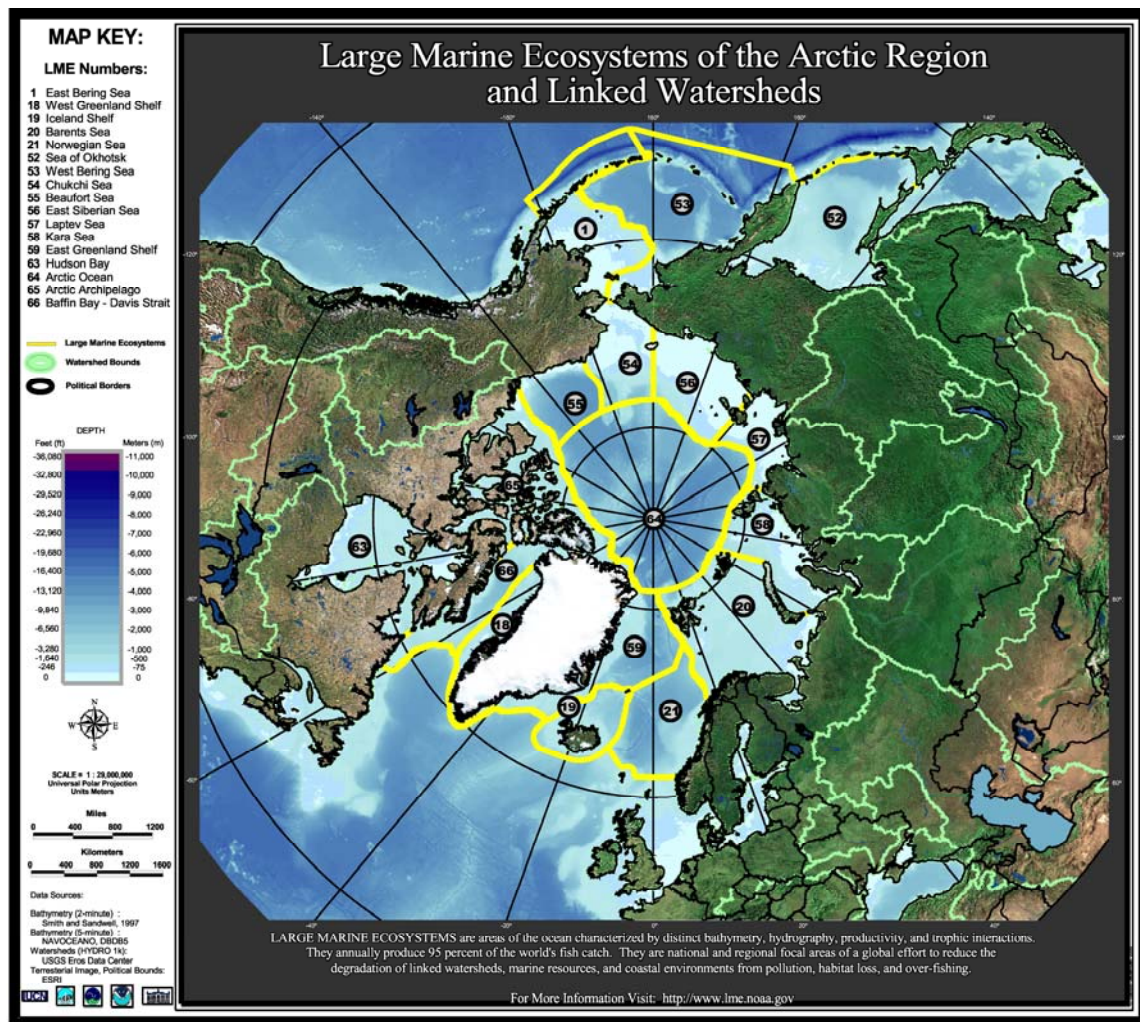 Large Marine Ecosystems of the Arctic Region
and Linked Watersheds
MAP KEY:
LME Numbers:
1 East Bering Sea
18 West Greenland Shelf
19 Iceland Shelf
20 Barents Sea
21 Norwegian Sea
52 Sea of Okhotsk
53 West Bering Sea
54 Chukchi Sea
55 Beaufort Sea
56 East Siberian Sea
57 Laptev Sea
58 Kara Sea
59 East Greenland Shelf
63 Hudson Bay
64 Arctic Ocean
65 Arctic Archipelago
66 Baffin Bay - Davis Strait
Large Marine Ecosystems
Watershed Bounds
Political Borders
DEPTH
Feet (ft) Meters (m)
-36,080 -11,000
-32,800 -10,000
-29,520 -9,000
-26,240 -8,000
-22,960 -7,000
-19,680 -6,000
-16,400 -5,000
-13,120 -4,000
-9,840 -3,000
-6,560 -2,000
-3,280 -1,000
-1,640 -500
-246 -75
0 0
N
W E
S
SCALE = 1 : 29,000,000
Universal Polar Projection
Units Meters
Miles
0 400 800 1200
Kilometers
0 400 800 1200 1600
Data Sources:
Bathymetry (2-minute) :
Smith and Sandwell, 1997
Bathymetry (5-minute) :
NAVOCEANO, DBDB5
Watersheds (HYDRO 1k):
USGS Eros Data Center
Terresterial Image, Political Bounds:
ESRI
IUCN
1
53
52
54
56
55
57
65
64
58
63
66
20
18
59
19
21
LARGE MARINE ECOSYSTEMS are areas of the ocean characterized by distinct bathymetry, hydrography, productivity, and trophic interactions.
They annually produce 95 percent of the world's fish catch. They are national and regional focal areas of a global effort to reduce the
degradation of linked watersheds, marine resources, and coastal environments from pollution, habitat loss, and over-fishing.
For More Information Visit: http://www.lme.noaa.gov